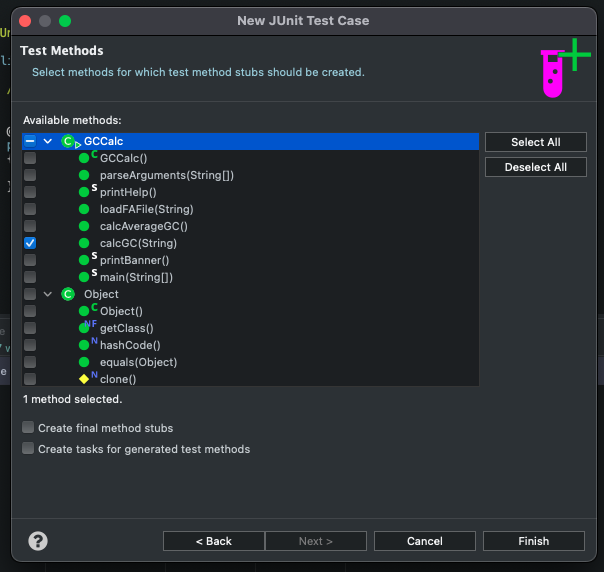 New JUnit Test Case
Test Methods
Select methods for which test method stubs should be created.
Available methods:
GCCalc
Select All
C GCCalc()
Deselect All
parseArguments(String[])
S printHelp()
loadFAFile(String)
calcAverageGC()
calcGC(String)
S printBanner()
S main(String[])
C Object
C Object()
NF getClass()
N hashCode()
equals(Object)
N clone()
1 method selected.
Create final method stubs
Create tasks for generated test methods
? < Back Next > Cancel Finish